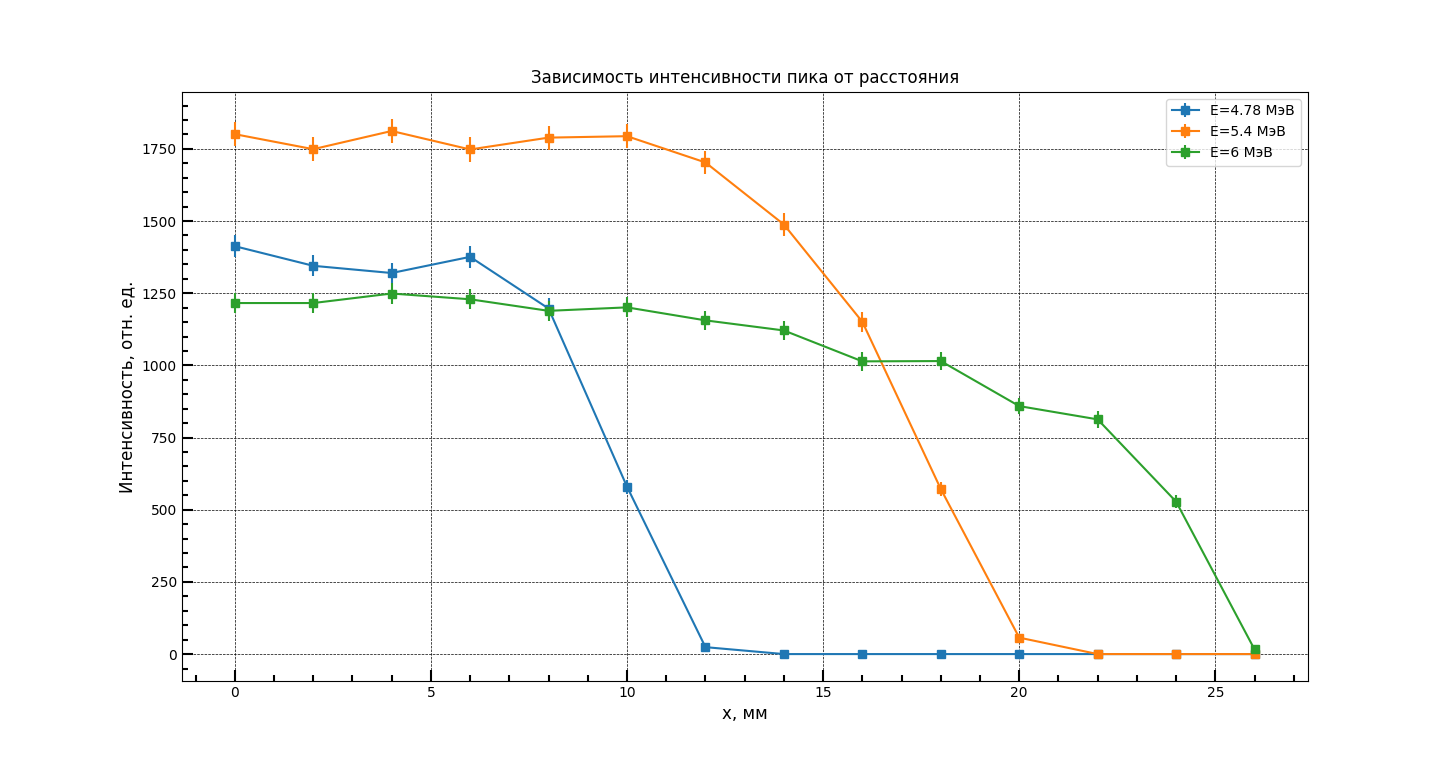 Зависимость интенсивности пика от расстояния
E=4.78 МэВ
E=5.4 МэВ
E=6 МэВ
Интенсивность, отн. ед.
1750
1500
1250
1000
750
500
250
0
0 5 10 15 20 25
x, мм